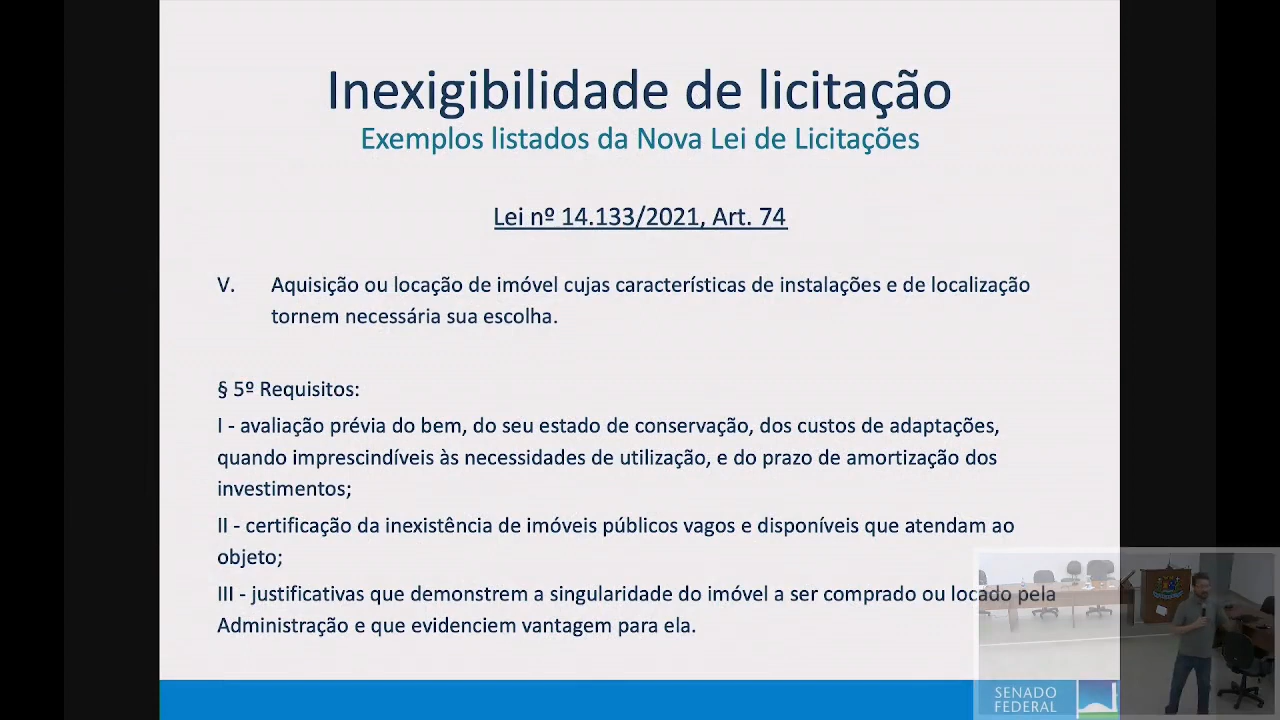 Inexigibilidade de licitação
Exemplos listados da Nova Lei de Licitações
Lei nº 14.133/2021, Art. 74
V. Aquisição ou locação de imóvel cujas características de instalações e de localização
tornem necessária sua escolha.
§ 5º Requisitos:
I - avaliação prévia do bem, do seu estado de conservação, dos custos de adaptações,
quando imprescindíveis às necessidades de utilização, e do prazo de amortização dos
investimentos;
II - certificação da inexistência de imóveis públicos vagos e disponíveis que atendam ao
objeto;
III - justificativas que demonstrem a singularidade do imóvel a ser comprado ou locado pela
Administração e que evidenciem vantagem para ela.
SENADO
FEDERAL